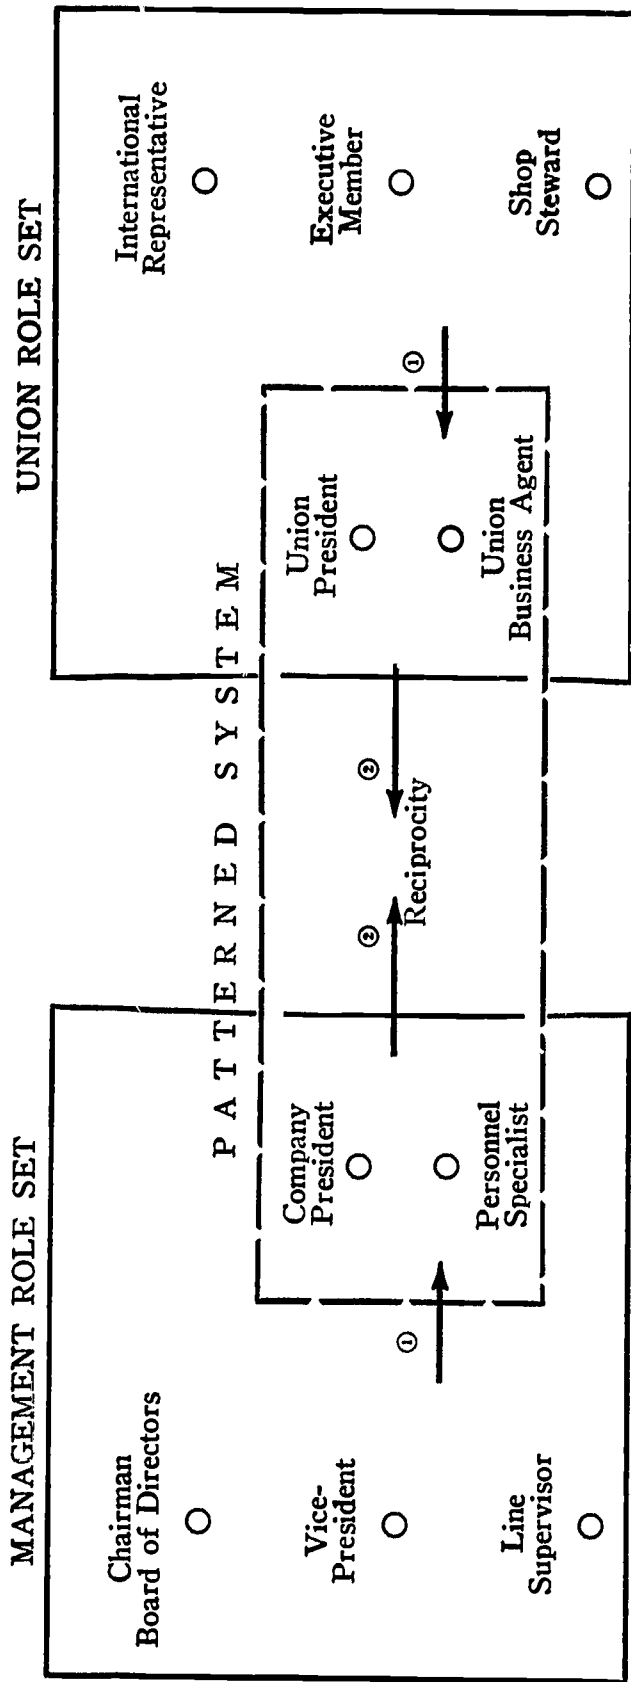 MANAGEMENT ROLE SET
UNION ROLE SET
PATTERNED SYSTEM
Chairman
Board of Directors
Vice-
President
Line
Supervisor
①
Company
President
Personnel
Specialist
②
②
Reciprocity
Union
President
Union
Business Agent
①
International
Representative
Executive
Member
Shop
Steward